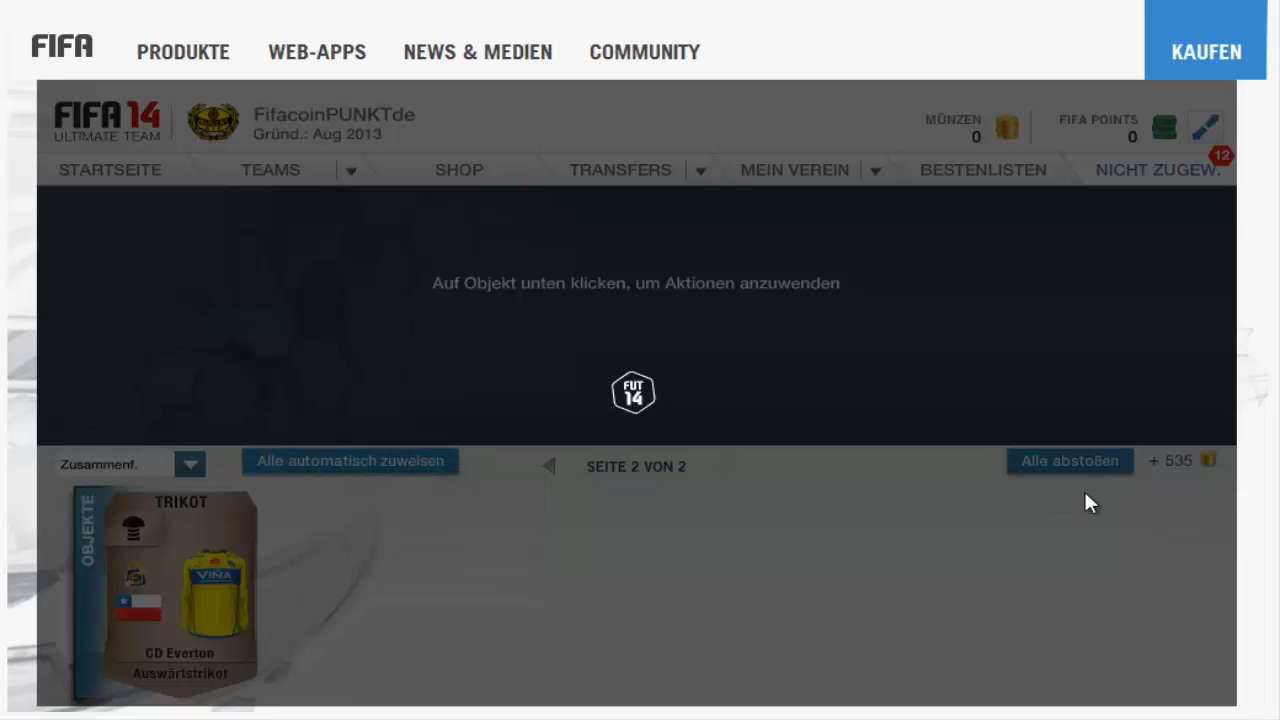 FIFA
PRODUKTE
WEB-APPS
NEWS & MEDIEN
COMMUNITY
KAUFEN
FIFA 14
ULTIMATE TEAM
FifacoinPUNKTde
Gründ.: Aug 2013
MÜNZEN
0
FIFA POINTS
0
STARTSEITE
TEAMS
SHOP
TRANSFERS
MEIN VEREIN
BESTENLISTEN
NICHT ZUGEW.
12
Auf Objekt unten klicken, um Aktionen anzuwenden
FUT
14
Zusammenf.
Alle automatisch zuweisen
SEITE 2 VON 2
Alle abstoßen
+ 535
OBJEKTE
TRIKOT
VIÑA
CD Everton
Auswärtstrikot